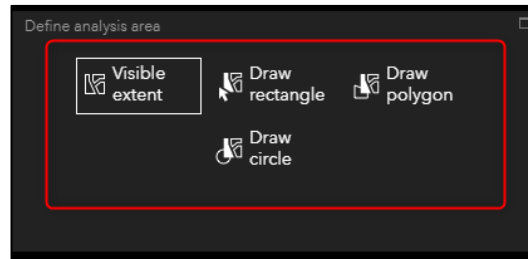 Define analysis area
Visible
extent
Draw
rectangle
Draw
polygon
Draw
circle